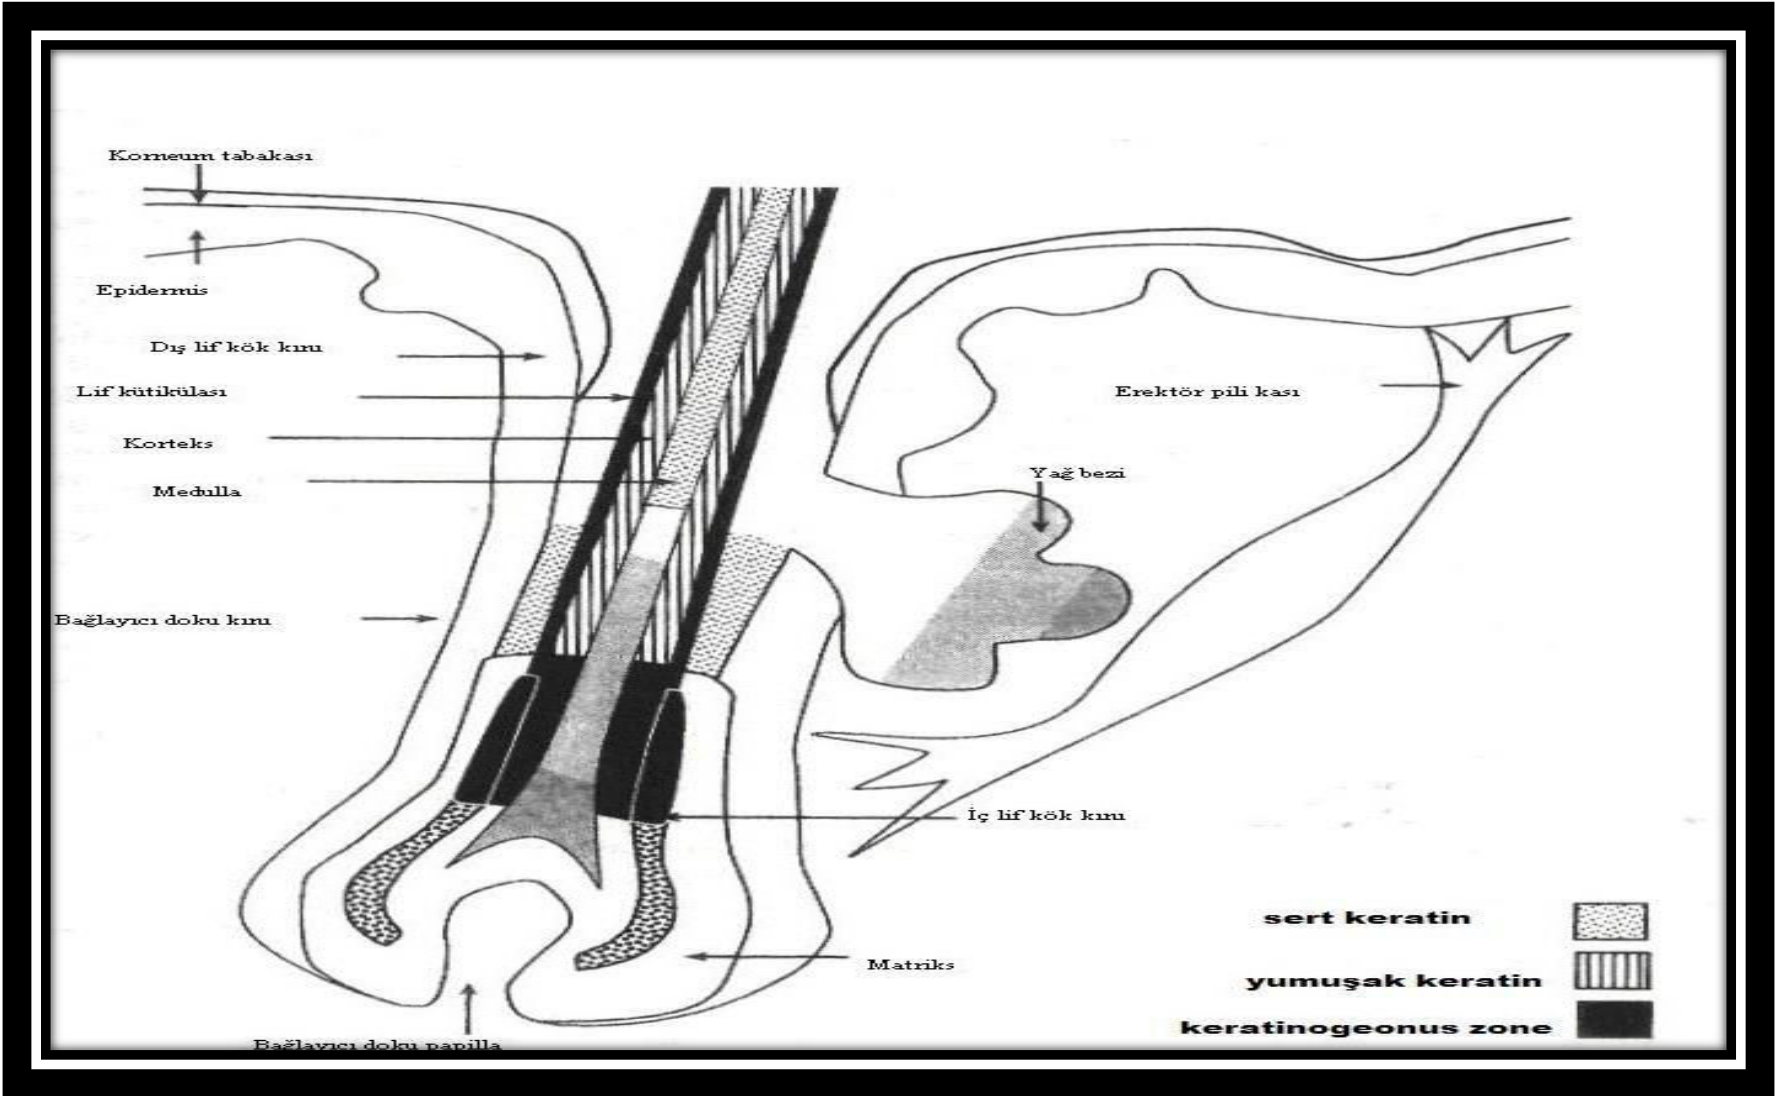 Korneum tabakası
Epidermis
Dış lif kök kını
Lif kütikülası
Korteks
Medulla
Bağlayıcı doku kını
Bağlayıcı doku papilla
Erektör pili kası
Yağ bezi
İç lif kök kını
Matriks
sert keratin
yumuşak keratin
keratinogeonus zone